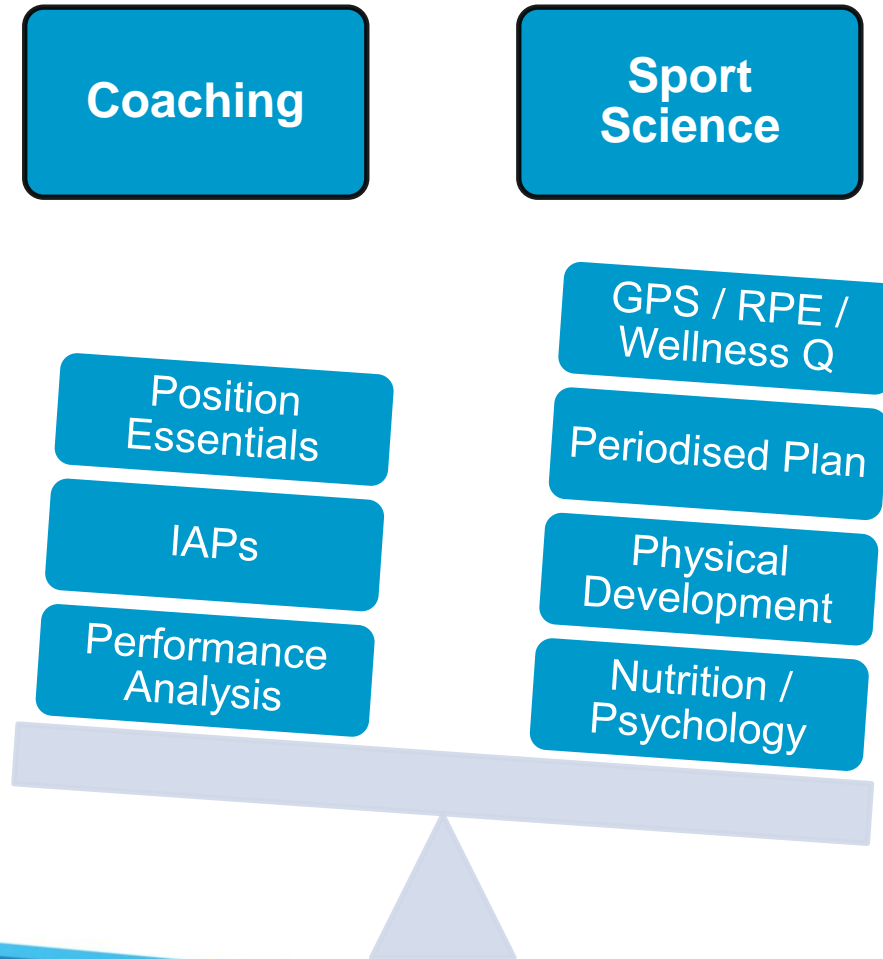 Coaching
Sport
Science
Position
Essentials
IAPs
Performance
Analysis
GPS / RPE /
Wellness Q
Periodised Plan
Physical
Development
Nutrition /
Psychology